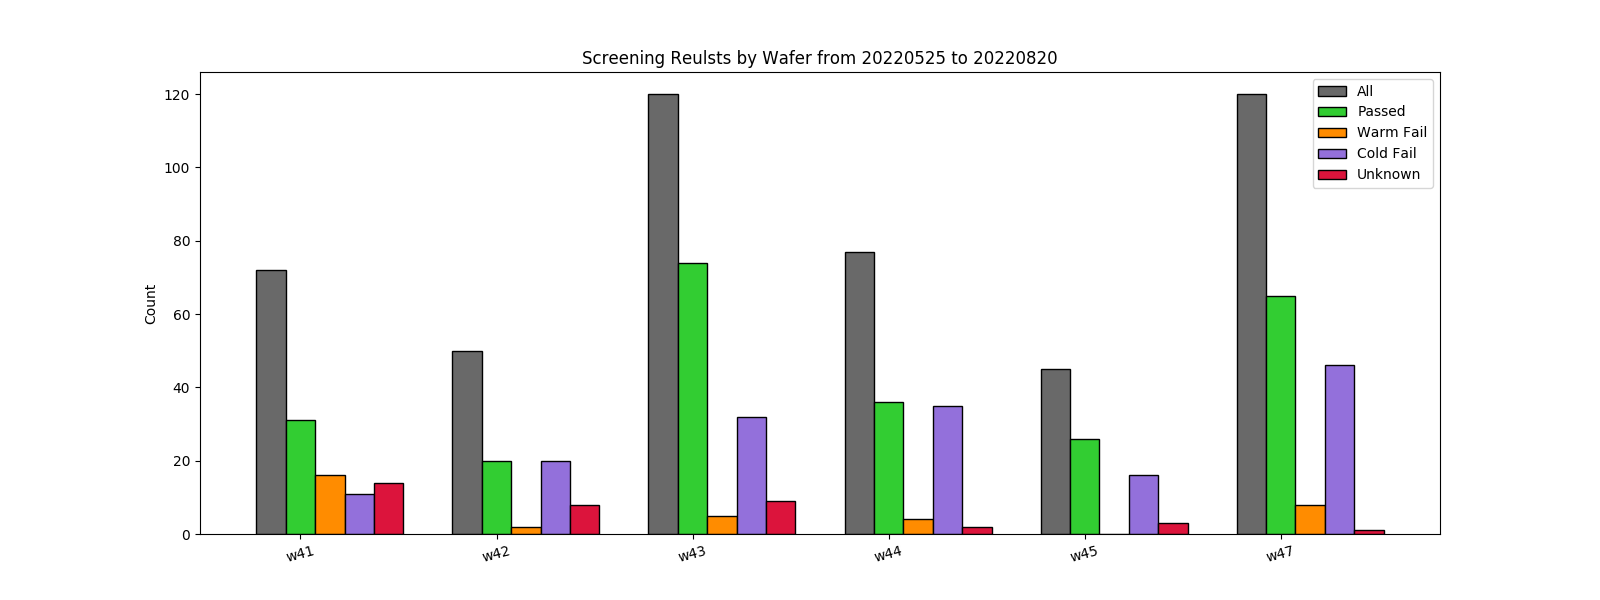 Screening Reulsts by Wafer from 20220525 to 20220820
Count
120
100
80
60
40
20
0
All
Passed
Warm Fail
Cold Fail
Unknown
w41
w42
w43
w44
w45
w47